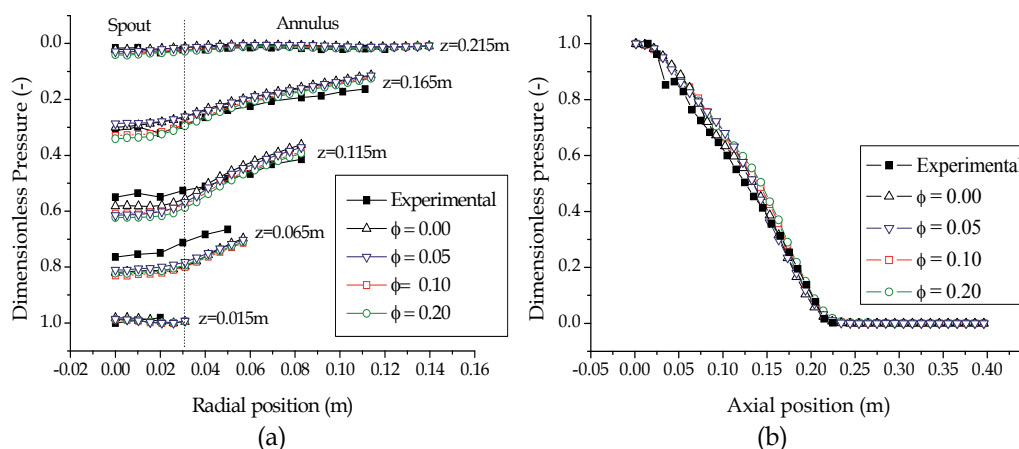 Spout Annulus
0.0
0.2
0.4
0.6
0.8
1.0
Dimensionless Pressure (-)
z=0.215m
z=0.165m
z=0.115m
z=0.065m
z=0.015m
Experimental
ϕ = 0.00
ϕ = 0.05
ϕ= 0.10
ϕ = 0.20
-0.02 0.00 0.02 0.04 0.06 0.08 0.10 0.12 0.14 0.16
Radial position (m)
(a)
1.0
0.8
0.6
0.4
0.2
0.0
Dimensionless pressure (-)
Experimental
ϕ = 0.00
ϕ = 0.05
ϕ = 0.10
ϕ = 0.20
-0.05 0.00 0.05 0.10 0.15 0.20 0.25 0.30 0.35 0.40
Axial position (m)
(b)